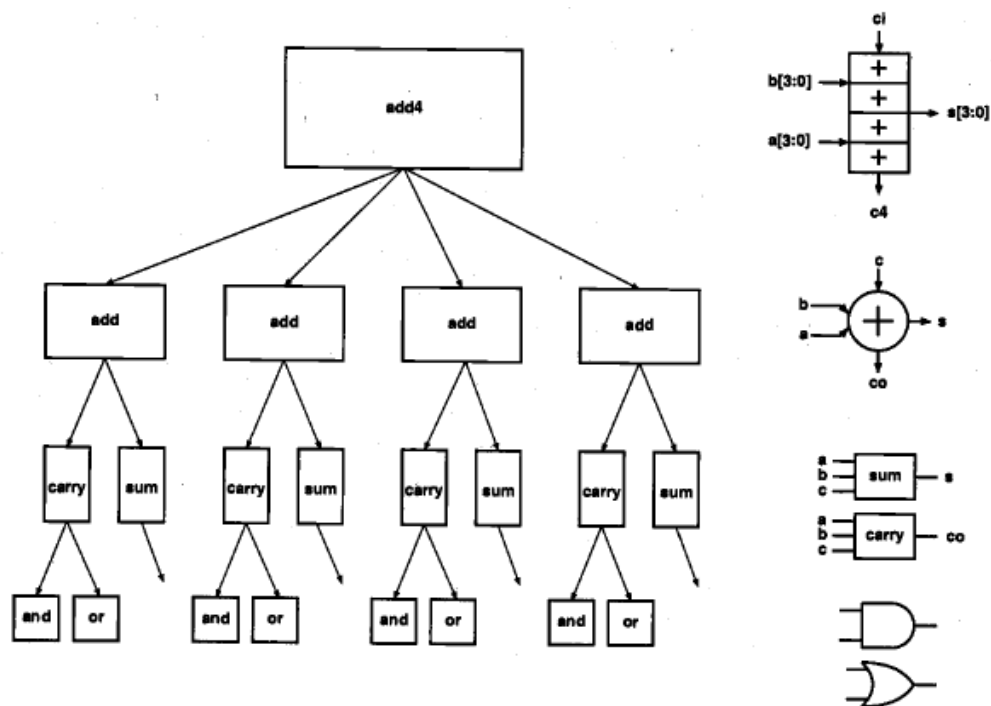 add4
add
add
add
add
carry
sum
carry
sum
carry
sum
carry
sum
and
or
and
or
and
or
and
or
ci
+
b[3:0]
+
s[3:0]
+
a[3:0]
+
c4
c
b
+
s
a
co
a
b
sum
s
c
a
b
carry
co
c